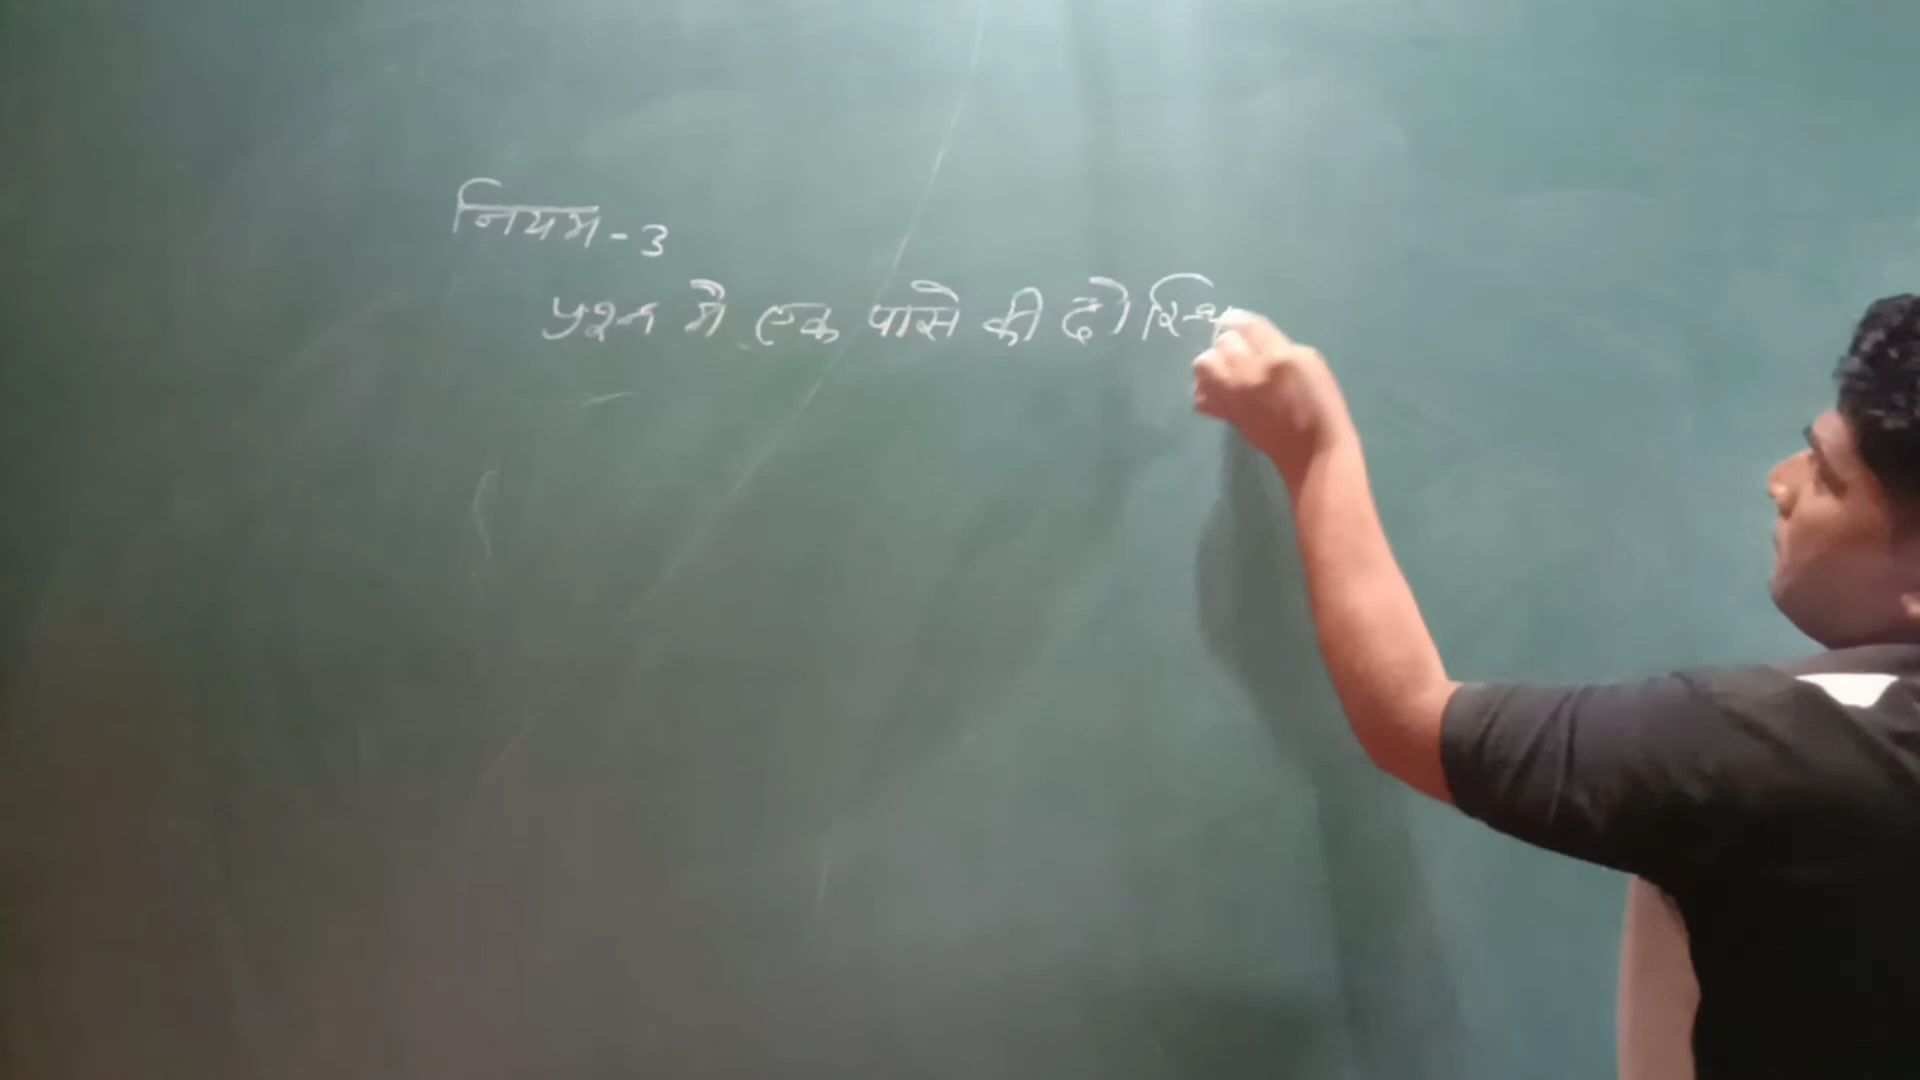 नियम-3
प्रश्न मे एक पासे की दो